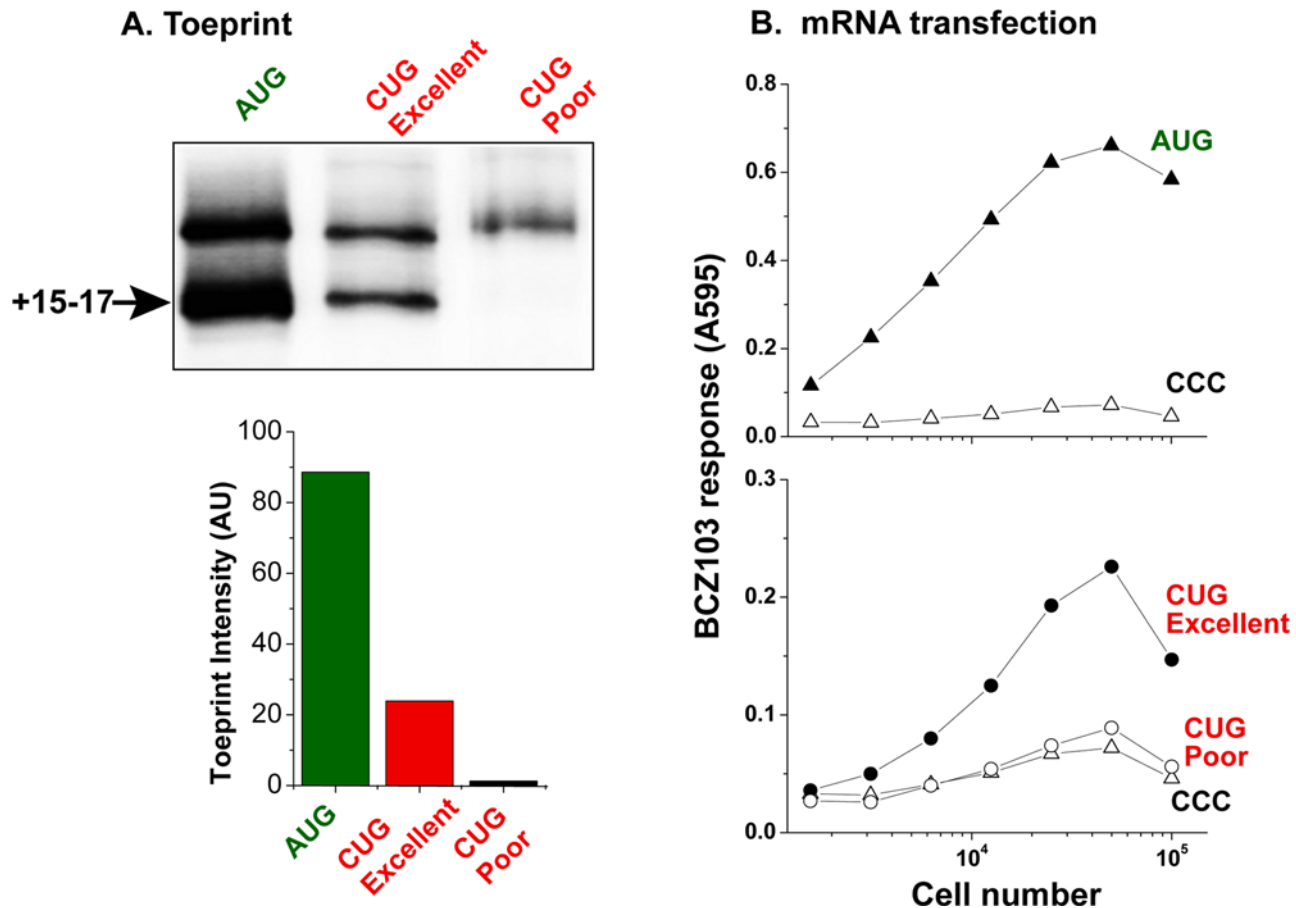 A. Toeprint
AUG
CUG
Excellent
CUG
Poor
+15-17
100
80
60
40
20
0
Toeprint Intensity (AU)
AUG
CUG
Excellent
CUG
Poor
B. mRNA transfection
0.8
0.6
0.4
0.2
0.0
AUG
CCC
BCZ103 response (A595)
0.3
0.2
0.1
0.0
CUG
Excellent
CUG
Poor
CCC
10⁴
10⁵
Cell number